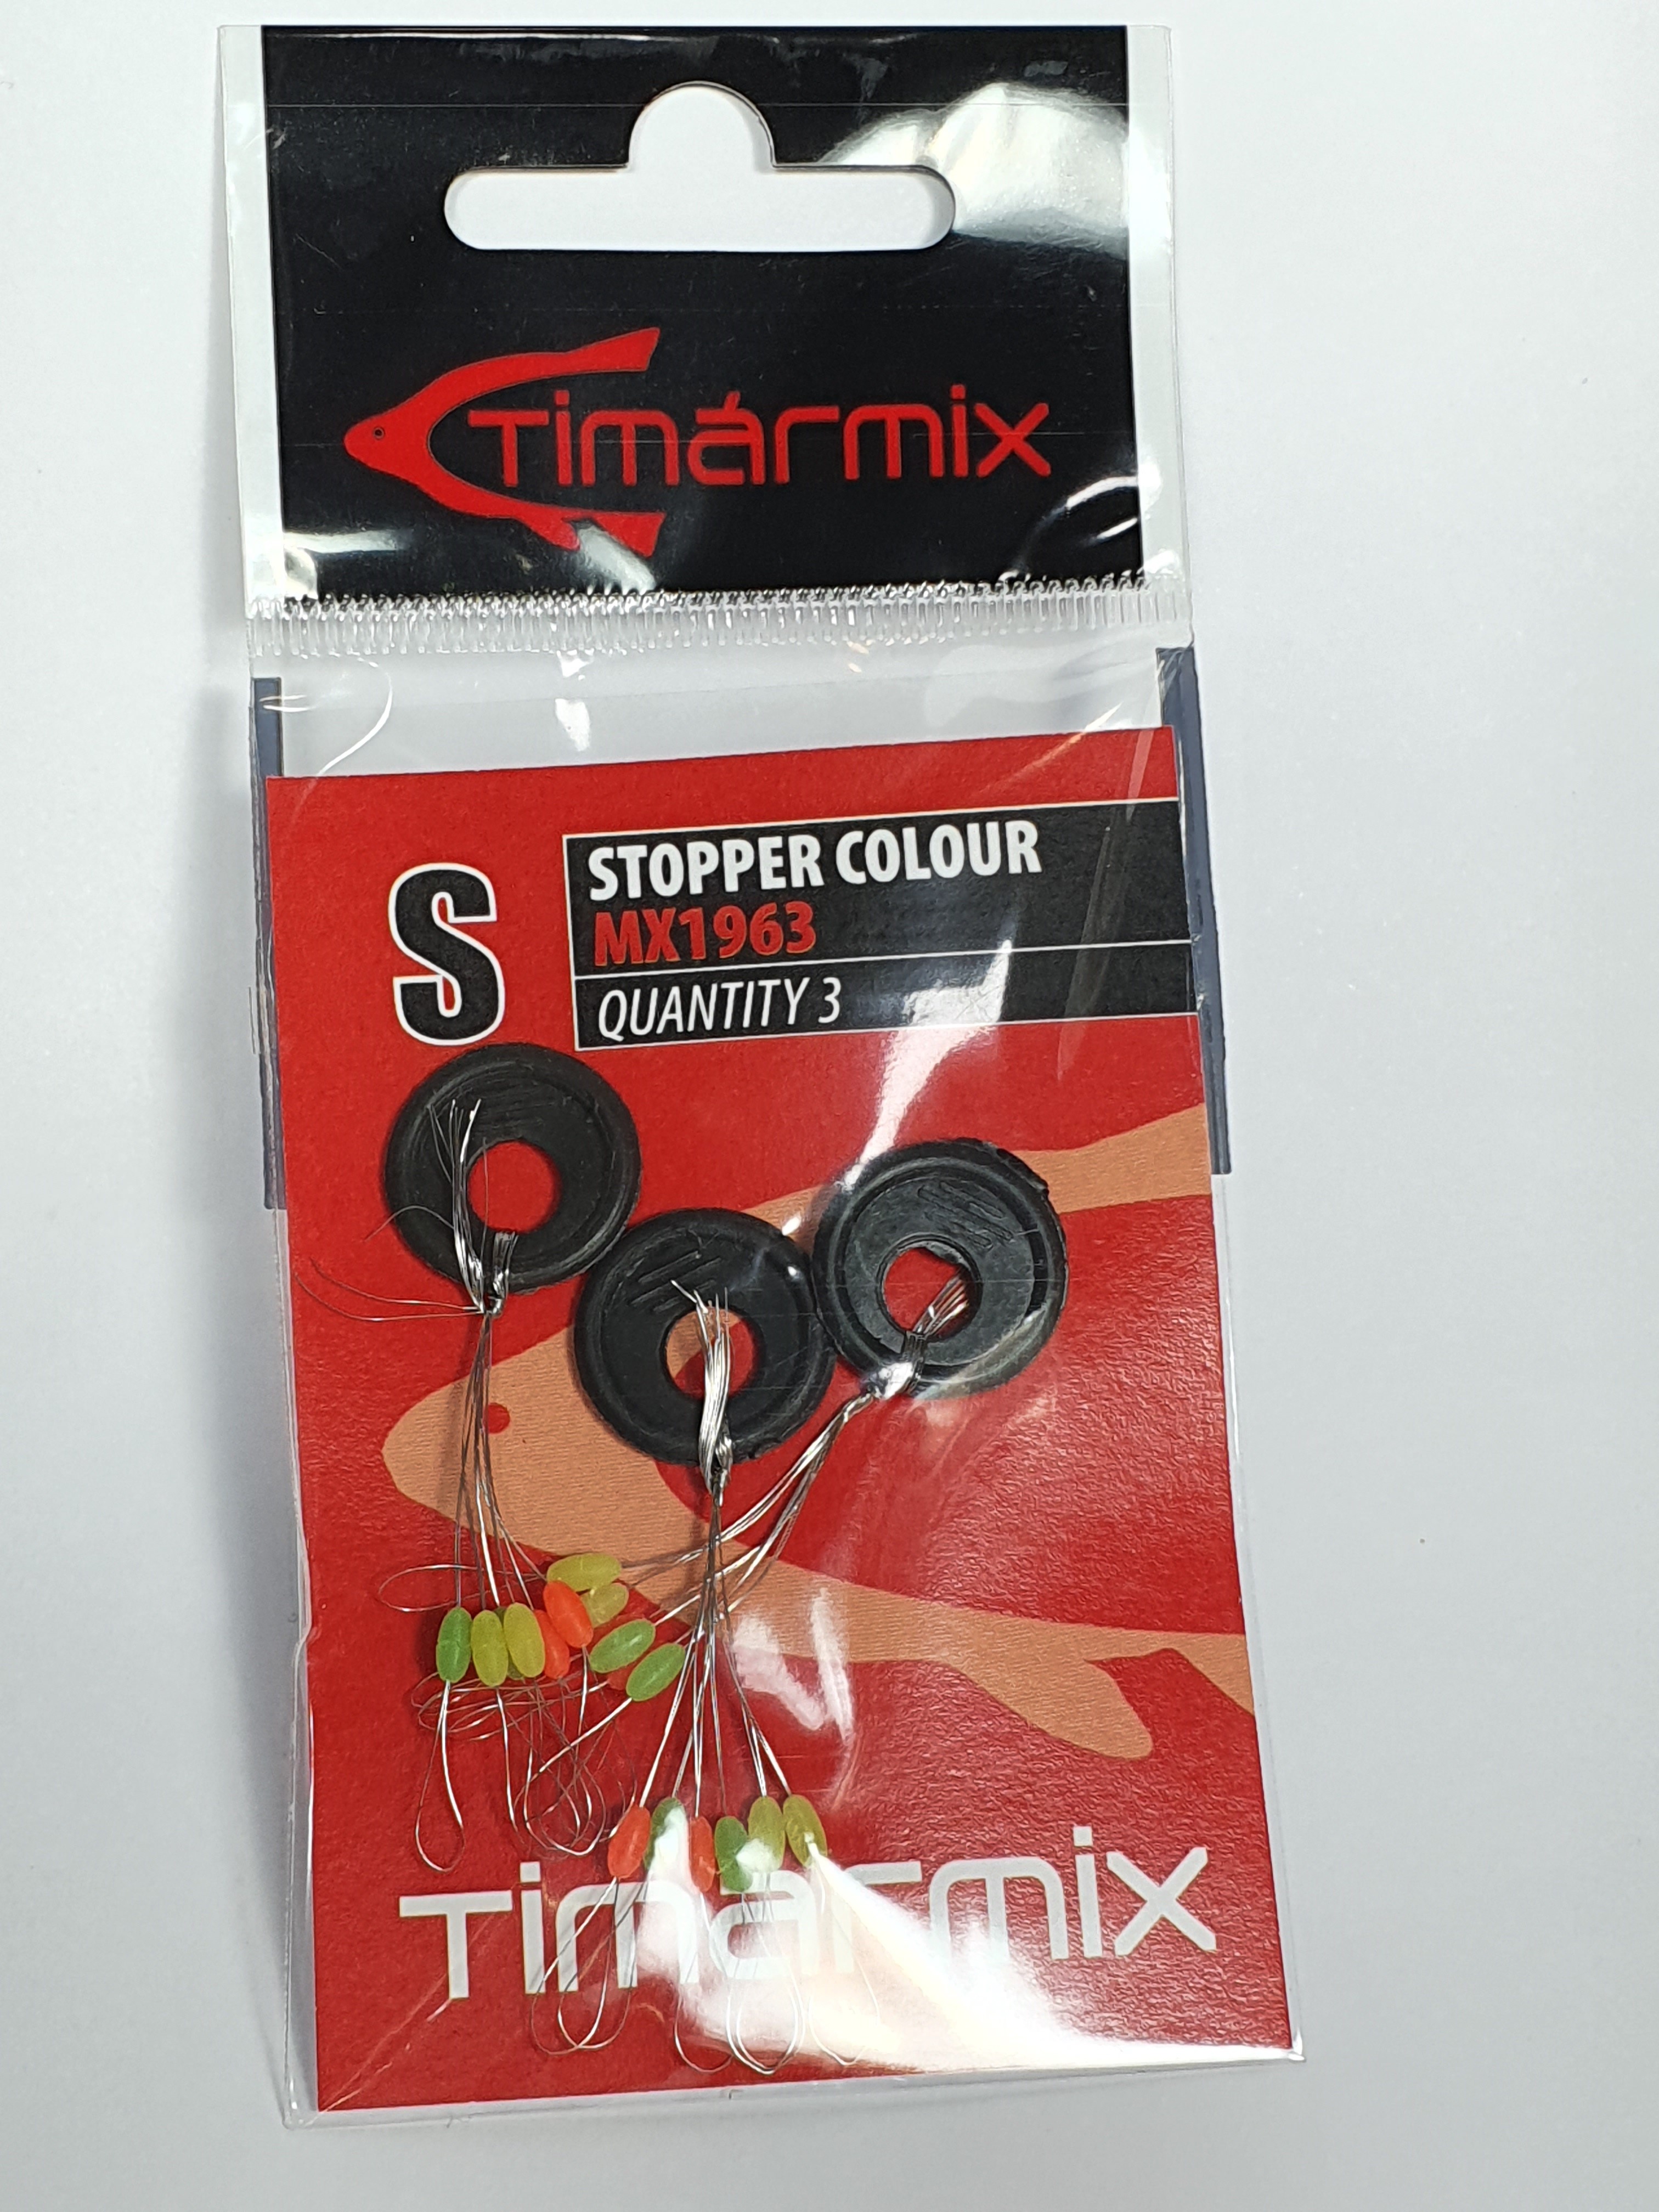 Timármix
S
STOPPER COLOUR
MX1963
QUANTITY 3
Timármix